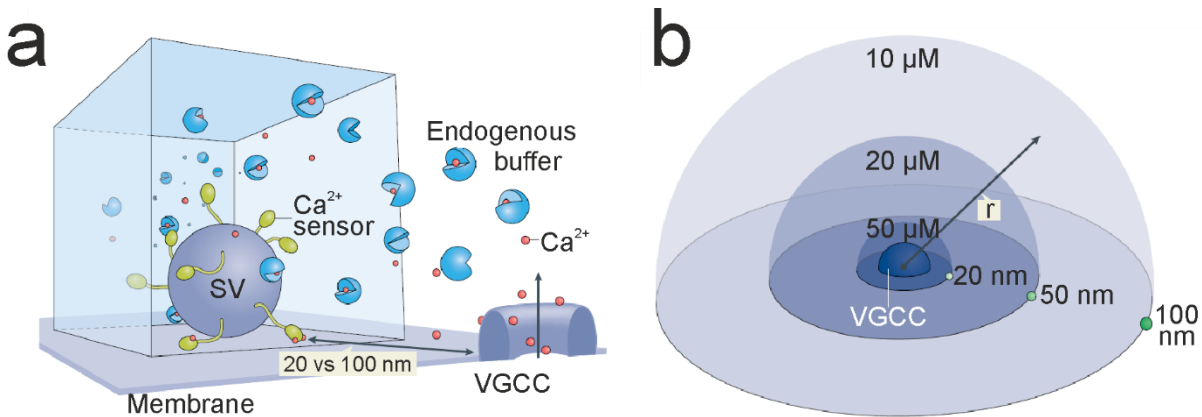 a
Endogenous
buffer
Ca²⁺
sensor
Ca²⁺
SV
20 vs 100 nm
VGCC
Membrane
b
10 µM
20 µM
r
50 µM
20 nm
50 nm
VGCC
100
nm